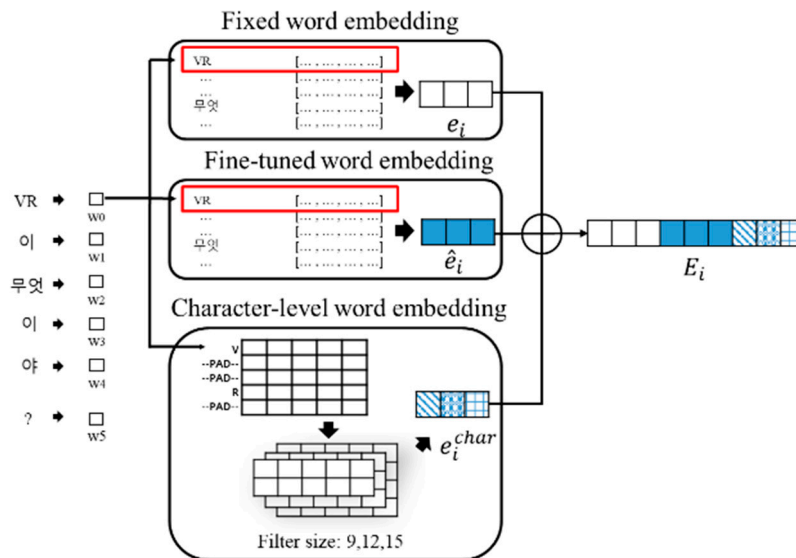 Fixed word embedding
VR [… , … , … , …]
… [… , … , … , …]
… [… , … , … , …]
무엇 [… , … , … , …]
… [… , … , … , …]
e_i
Fine-tuned word embedding
VR [… , … , … , …]
… [… , … , … , …]
… [… , … , … , …]
무엇 [… , … , … , …]
… [… , … , … , …]
ê_i
VR
w0
이
w1
무엇
w2
이
w3
야
w4
?
w5
E_i
Character-level word embedding
V
--PAD--
--PAD--
R
--PAD--
e_i^char
Filter size: 9,12,15